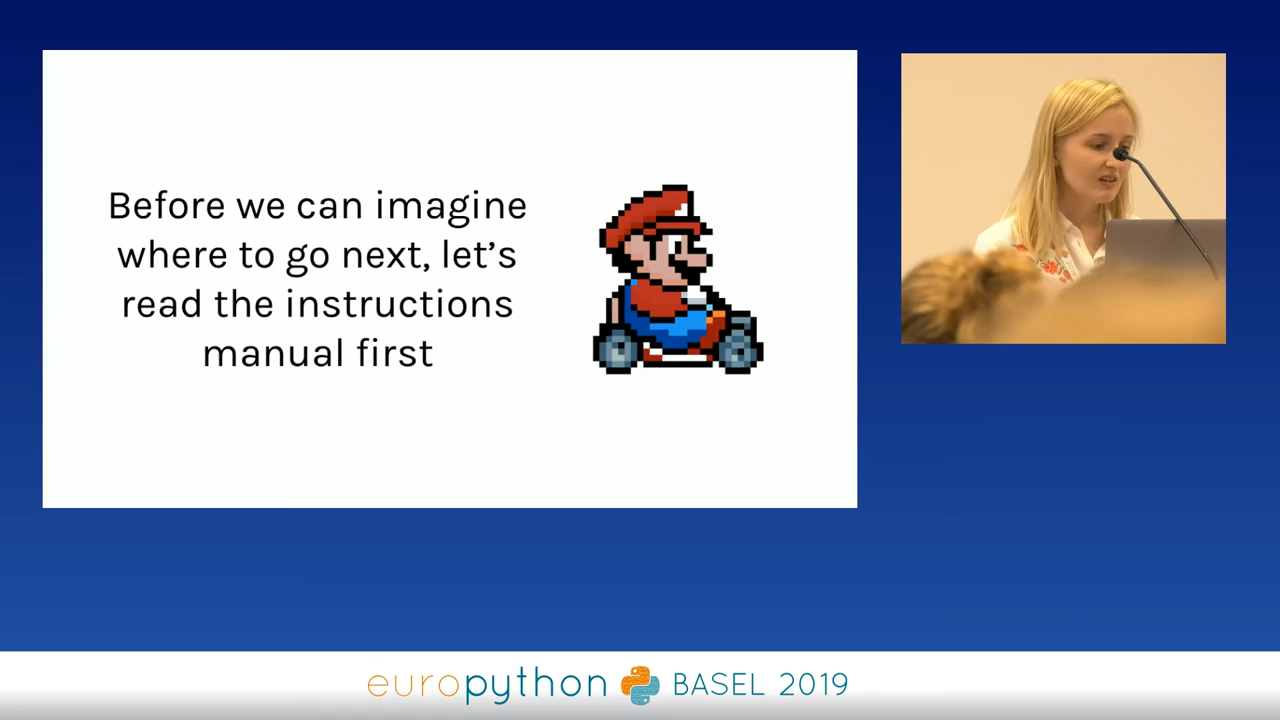 Before we can imagine
where to go next, let’s
read the instructions
manual first
europython BASEL 2019